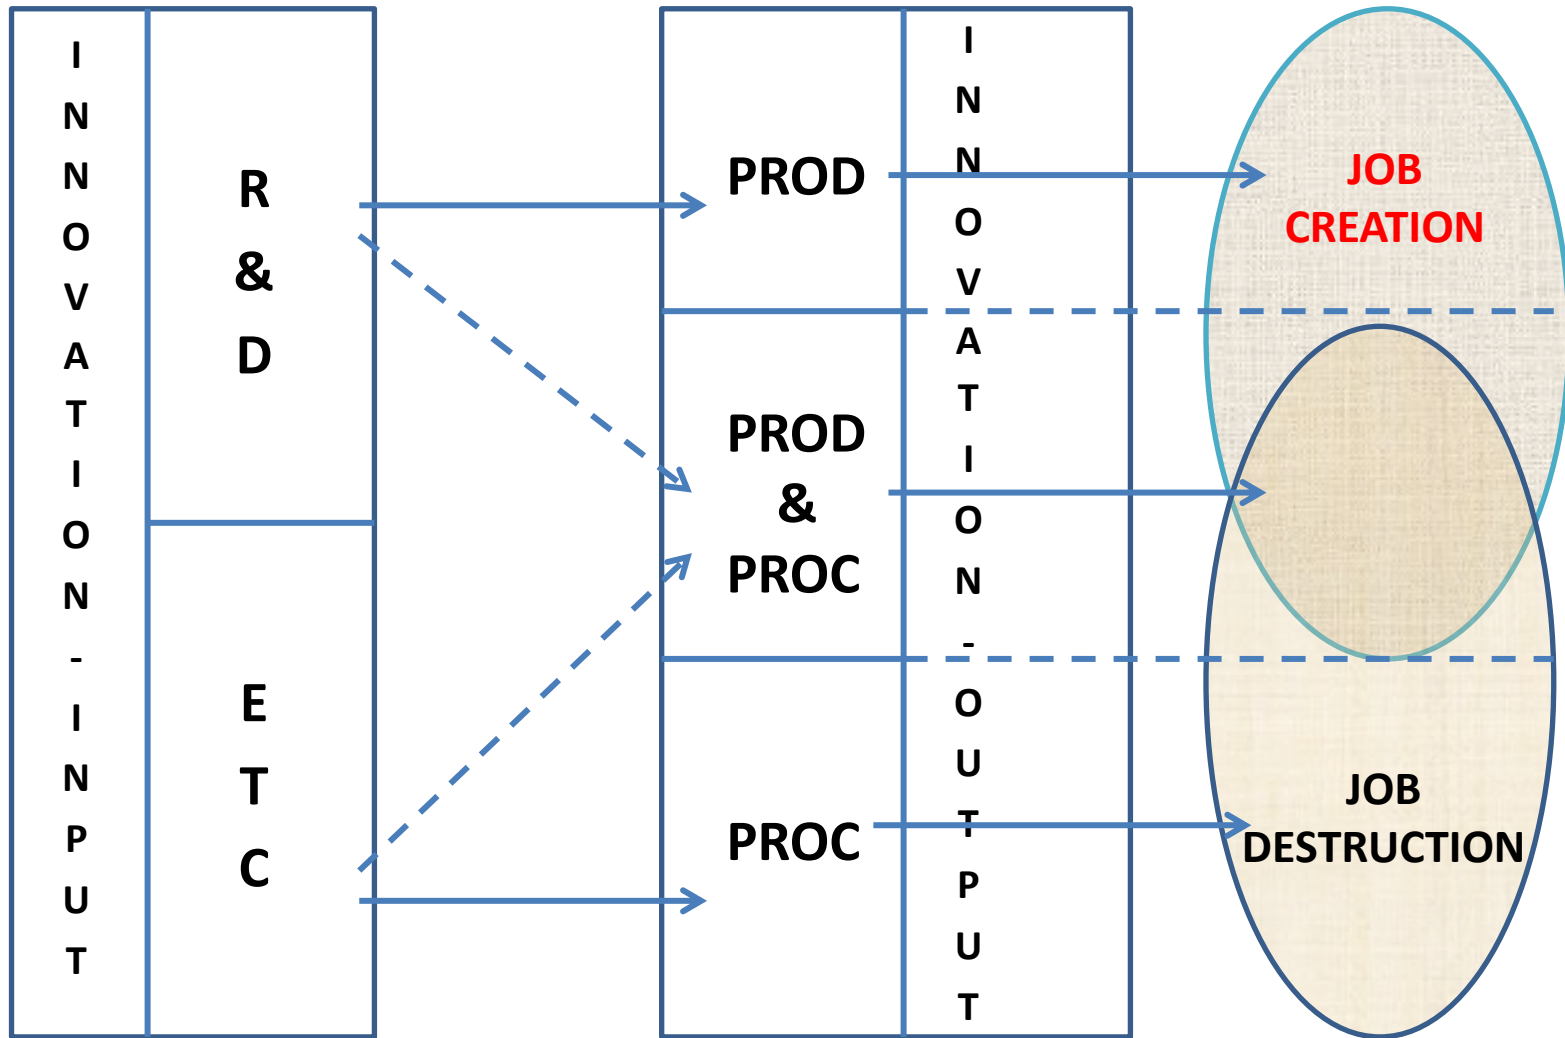 INNOVATION-INPUT
R
&
D
ETC
PROD
PROD
&
PROC
PROC
INNOVATION-OUTPUT
JOB
CREATION
JOB
DESTRUCTION